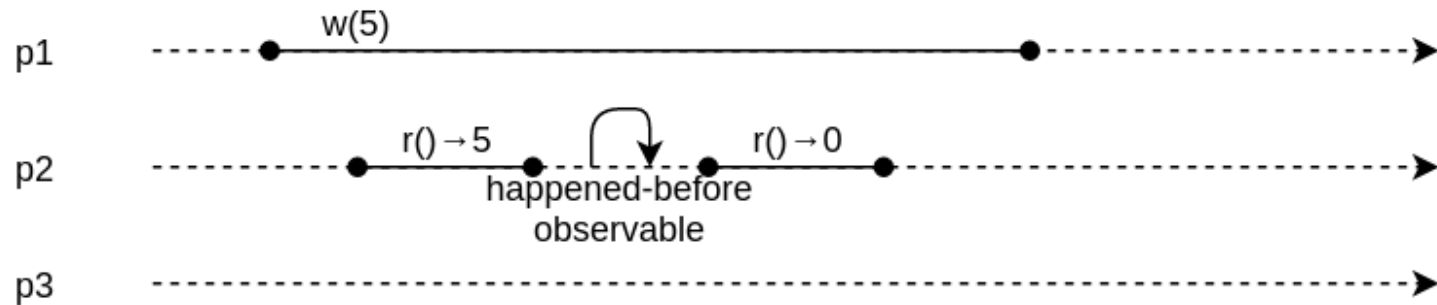 w(5)
p1
r()→5
r()→0
p2
happened-before
observable
p3